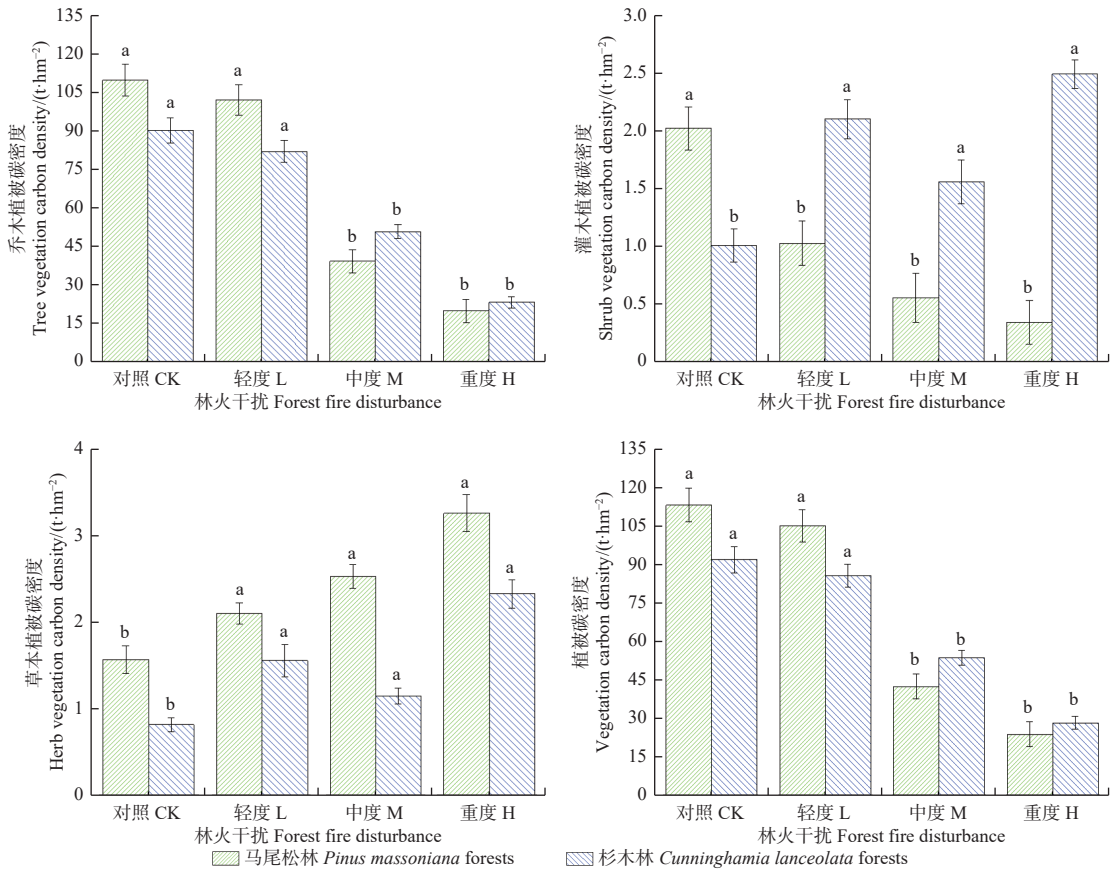 乔木植被碳密度
Tree vegetation carbon density/(t·hm⁻²)
135
120
105
90
75
60
45
30
15
0
a
a
a
a
b
b
b
b
对照 CK
轻度 L
中度 M
重度 H
林火干扰 Forest fire disturbance
灌木植被碳密度
Shrub vegetation carbon density/(t·hm⁻²)
3.0
2.5
2.0
1.5
1.0
0.5
0
a
b
b
a
b
a
b
a
对照 CK
轻度 L
中度 M
重度 H
林火干扰 Forest fire disturbance
草本植被碳密度
Herb vegetation carbon density/(t·hm⁻²)
4
3
2
1
0
b
b
a
a
a
a
a
a
对照 CK
轻度 L
中度 M
重度 H
林火干扰 Forest fire disturbance
植被碳密度
Vegetation carbon density/(t·hm⁻²)
135
120
105
90
75
60
45
30
15
0
a
a
a
a
b
b
b
b
对照 CK
轻度 L
中度 M
重度 H
林火干扰 Forest fire disturbance
马尾松林 Pinus massoniana forests
杉木林 Cunninghamia lanceolata forests